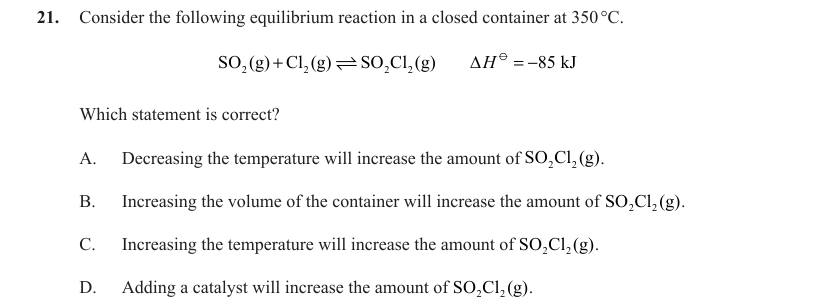 21. Consider the following equilibrium reaction in a closed container at 350 °C.
SO₂(g)+Cl₂(g) ⇌ SO₂Cl₂(g) ΔH⊖ = −85 kJ
Which statement is correct?
A. Decreasing the temperature will increase the amount of SO₂Cl₂(g).
B. Increasing the volume of the container will increase the amount of SO₂Cl₂(g).
C. Increasing the temperature will increase the amount of SO₂Cl₂(g).
D. Adding a catalyst will increase the amount of SO₂Cl₂(g).